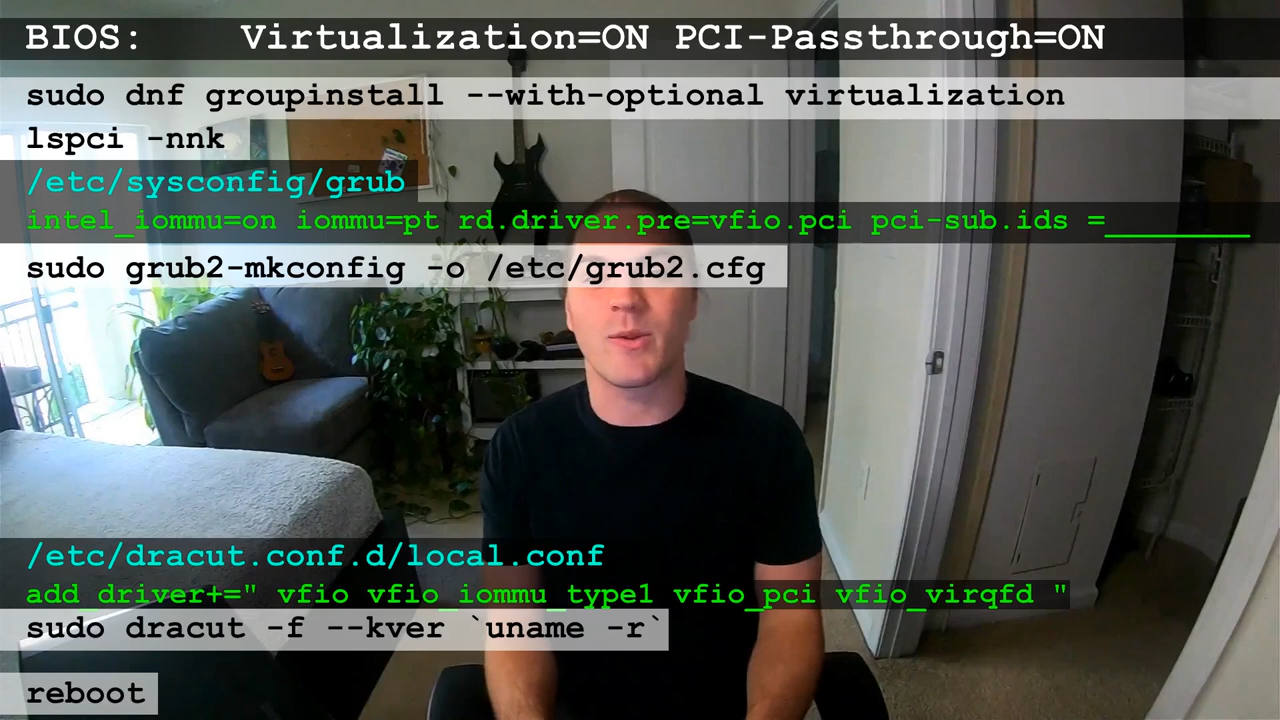 BIOS: Virtualization=ON PCI-Passthrough=ON
sudo dnf groupinstall --with-optional virtualization
lspci -nnk
/etc/sysconfig/grub
intel_iommu=on iommu=pt rd.driver.pre=vfio.pci pci-sub.ids =________
sudo grub2-mkconfig -o /etc/grub2.cfg
/etc/dracut.conf.d/local.conf
add_driver+=" vfio vfio_iommu_type1 vfio_pci vfio_virqfd "
sudo dracut -f --kver `uname -r`
reboot